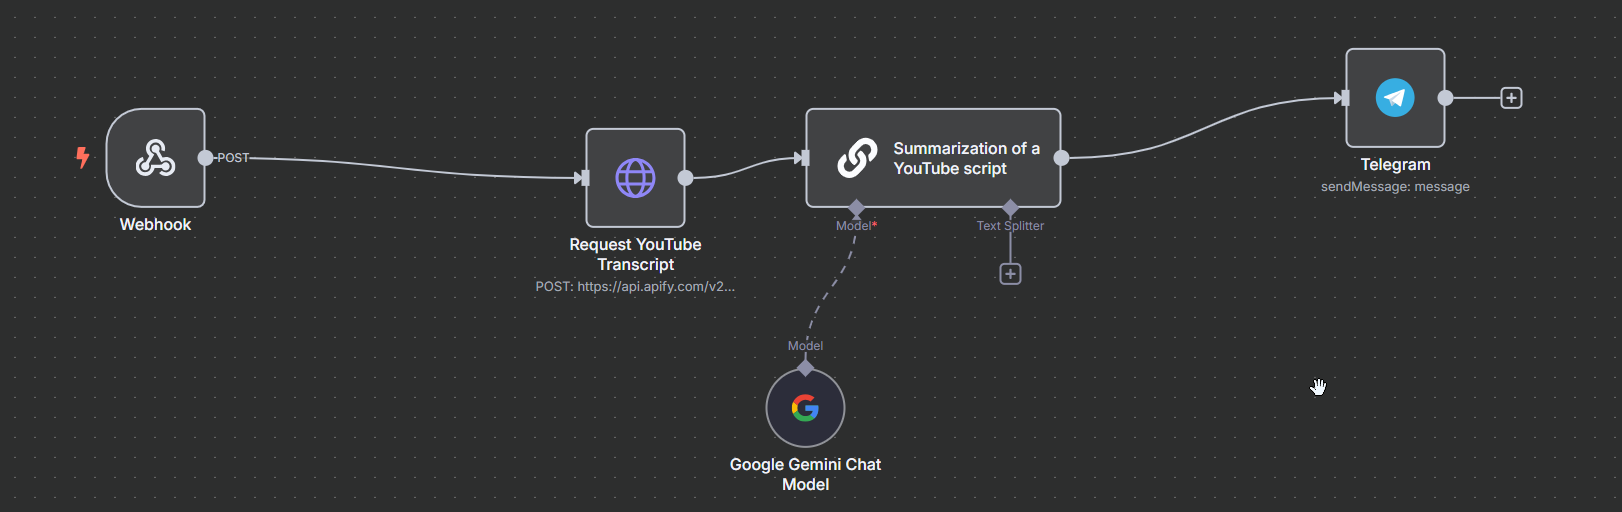 POST
Webhook
Request YouTube
Transcript
POST: https://api.apify.com/v2...
Summarization of a
YouTube script
Model*
Text Splitter
Model
Google Gemini Chat
Model
Telegram
sendMessage: message